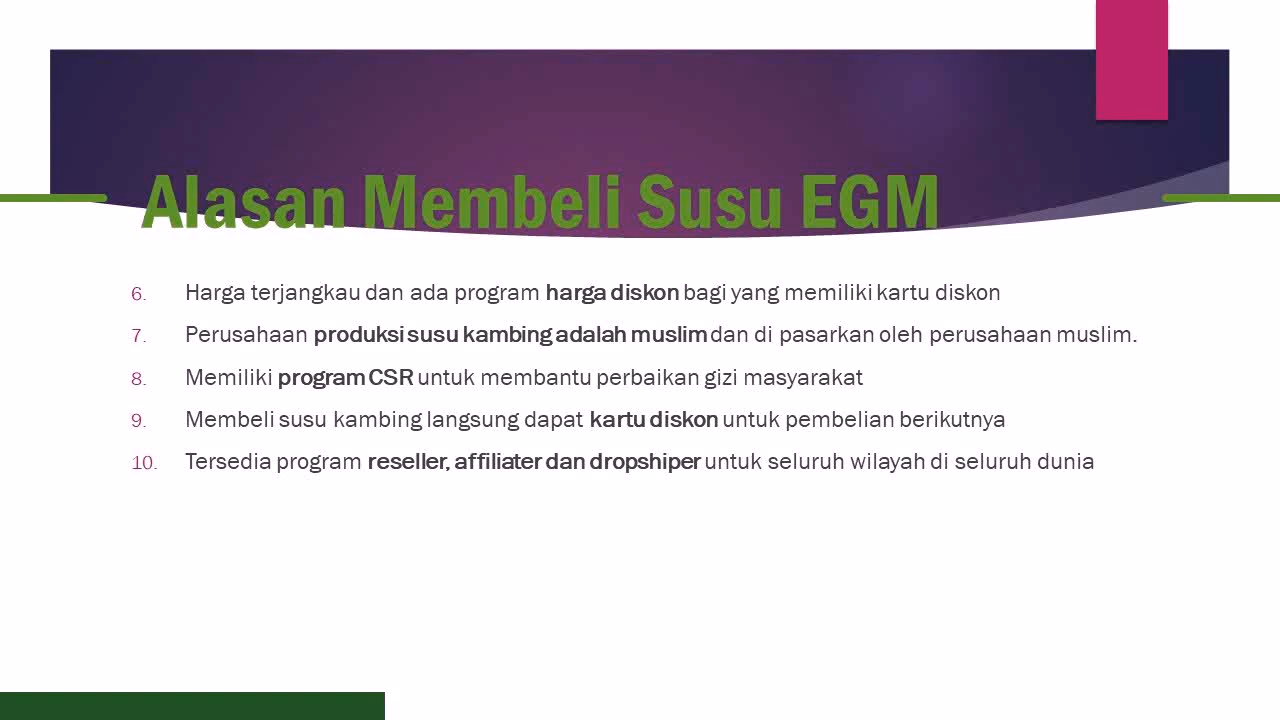 Alasan Membeli Susu EGM
6. Harga terjangkau dan ada program harga diskon bagi yang memiliki kartu diskon
7. Perusahaan produksi susu kambing adalah muslim dan di pasarkan oleh perusahaan muslim.
8. Memiliki program CSR untuk membantu perbaikan gizi masyarakat
9. Membeli susu kambing langsung dapat kartu diskon untuk pembelian berikutnya
10. Tersedia program reseller, affiliater dan dropshiper untuk seluruh wilayah di seluruh dunia